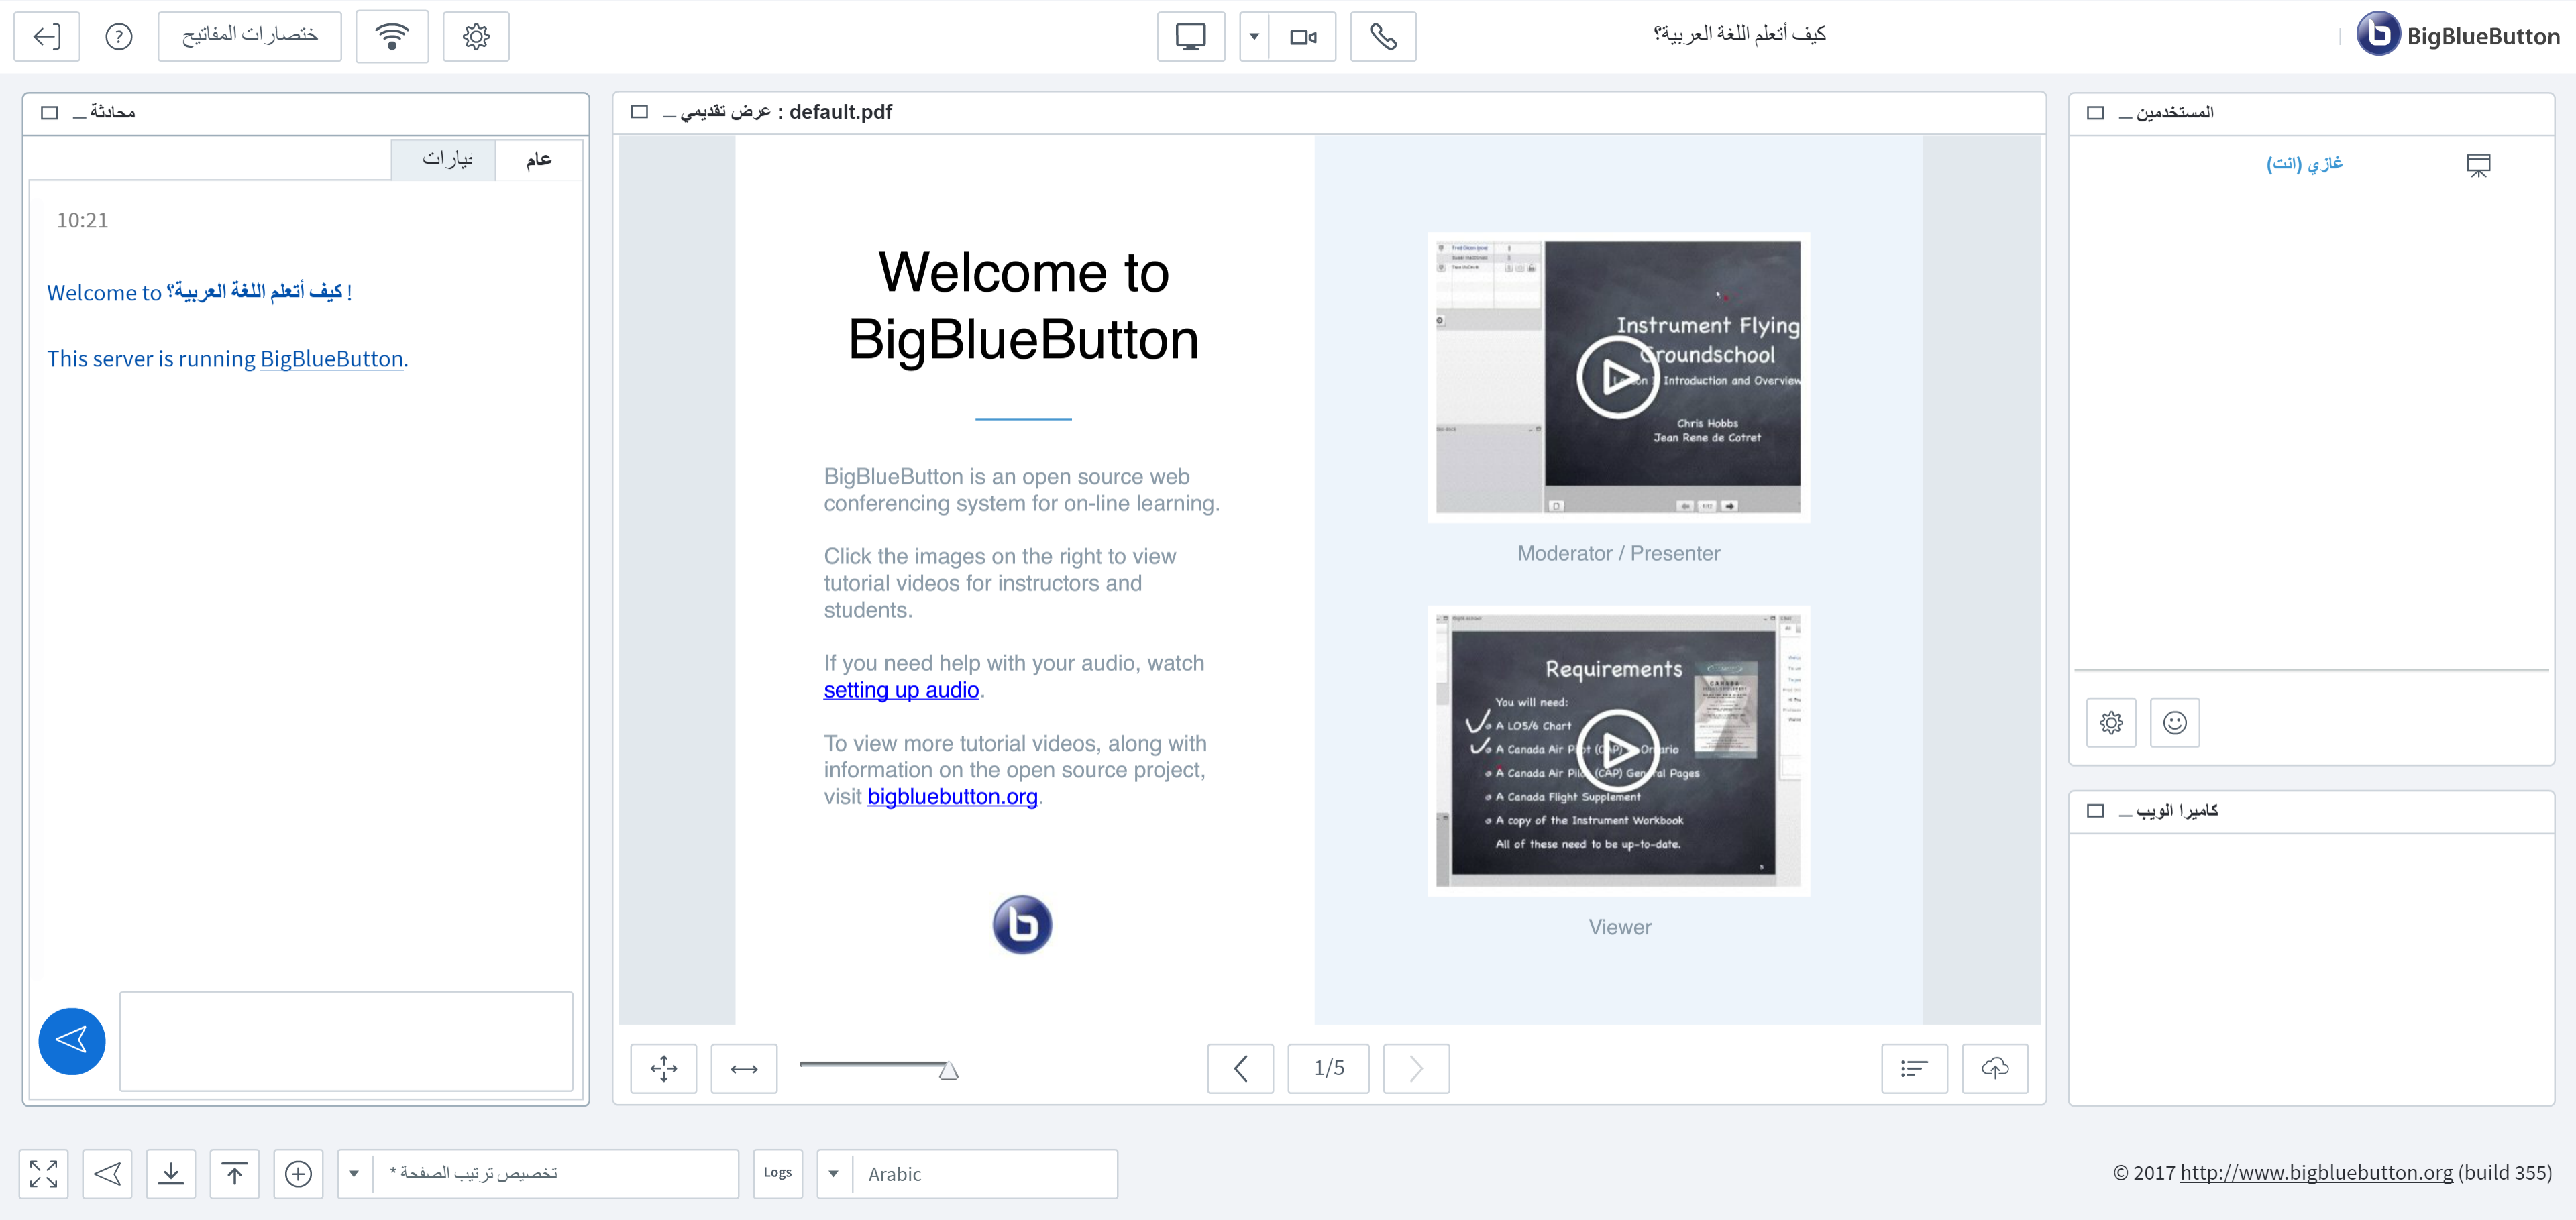 ختصارات المفاتيح
كيف أتعلم اللغة العربية؟
BigBlueButton
محادثة
عام
نيارات
10:21
Welcome to كيف أتعلم اللغة العربية؟ !
This server is running BigBlueButton.
عرض تقديمي : default.pdf
Welcome to
BigBlueButton
BigBlueButton is an open source web
conferencing system for on-line learning.
Click the images on the right to view
tutorial videos for instructors and
students.
If you need help with your audio, watch
setting up audio.
To view more tutorial videos, along with
information on the open source project,
visit bigbluebutton.org.
Instrument Flying
Groundschool
Introduction and Overview
Chris Hobbs
Jean Rene de Cotret
Moderator / Presenter
Requirements
You will need:
A LO5/6 Chart
A Canada Air Pilot (CAP) Ontario
A Canada Air Pilot (CAP) General Pages
A Canada Flight Supplement
A copy of the Instrument Workbook
All of these need to be up-to-date.
CANADA
Viewer
1/5
المستخدمين
غازي (انت)
كاميرا الويب
تخصيص ترتيب الصفحة *
Logs
Arabic
© 2017 http://www.bigbluebutton.org (build 355)